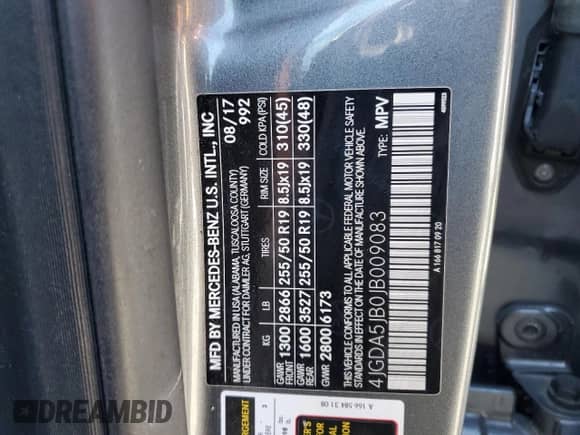 MFD BY MERCEDES-BENZ U.S. INTL., INC
MANUFACTURED IN USA (ALABAMA, TUSCALOOSA COUNTY)
UNDER CONTRACT FOR DAIMLER AG, STUTTGART (GERMANY)
08/17
992
KG LB TIRES RIM SIZE COLD KPA (PSI)
GAWR FRONT 1300 2866 255/50 R19 8.5Jx19 310(45)
GAWR REAR 1600 3527 255/50 R19 8.5Jx19 330(48)
GVWR 2800/6173
THIS VEHICLE CONFORMS TO ALL APPLICABLE FEDERAL MOTOR VEHICLE SAFETY
STANDARDS IN EFFECT ON THE DATE OF MANUFACTURE SHOWN ABOVE.
4JGDA5JB0JB009083 TYPE: MPV
A 166 817 09 20
A 166 584 31 08
DREAMBID